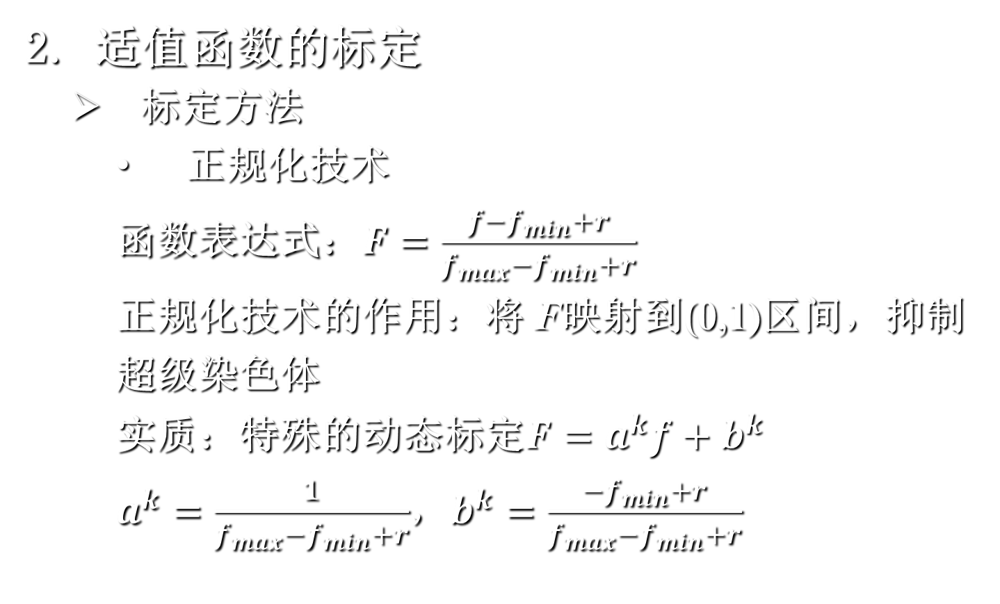 2. 适值函数的标定
➢ 标定方法
• 正规化技术
函数表达式：$F = \frac{f-f_{min}+r}{f_{max}-f_{min}+r}$
正规化技术的作用：将 F映射到(0,1)区间，抑制
超级染色体
实质：特殊的动态标定$F = a^k f + b^k$
$a^k = \frac{1}{f_{max}-f_{min}+r}$，$b^k = \frac{-f_{min}+r}{f_{max}-f_{min}+r}$